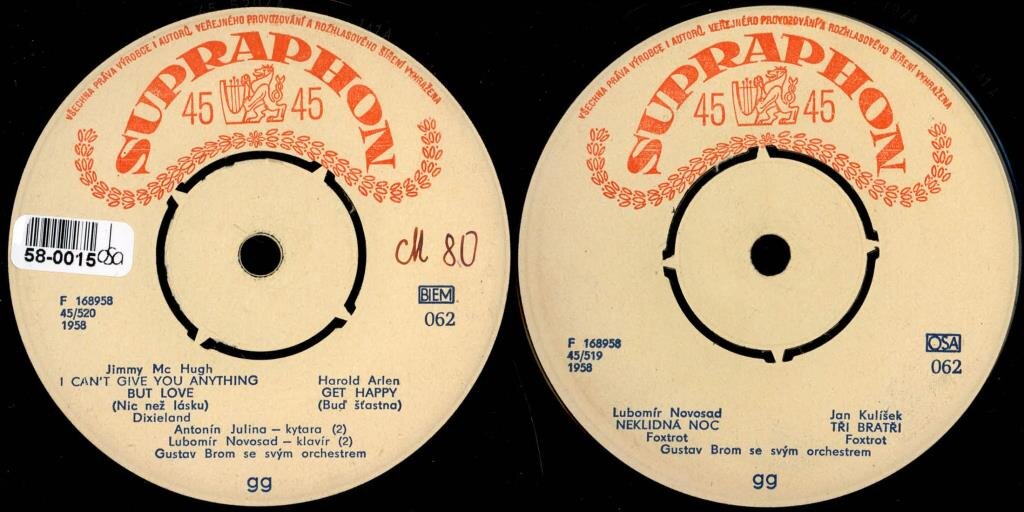 VŠECHNA PRÁVA VÝROBCE I AUTORŮ, VEŘEJNÉHO PROVOZOVÁNÍ A ROZHLASOVÉHO ŠÍŘENÍ VYHRAŽENA
SUPRAPHON
45 45
58-0015
osa
M 80
F 168958
45/520
1958
BIEM
062
Jimmy Mc Hugh
I CAN'T GIVE YOU ANYTHING
BUT LOVE
(Nic než lásku)
Dixieland
Harold Arlen
GET HAPPY
(Buď šťastna)
Antonín Julina – kytara (2)
Lubomír Novosad – klavír (2)
Gustav Brom se svým orchestrem
gg
VŠECHNA PRÁVA VÝROBCE I AUTORŮ, VEŘEJNÉHO PROVOZOVÁNÍ A ROZHLASOVÉHO ŠÍŘENÍ VYHRAŽENA
SUPRAPHON
45 45
F 168958
45/519
1958
OSA
062
Lubomír Novosad
NEKLIDNÁ NOC
Foxtrot
Jan Kulíšek
TŘI BRATŘI
Foxtrot
Gustav Brom se svým orchestrem
gg